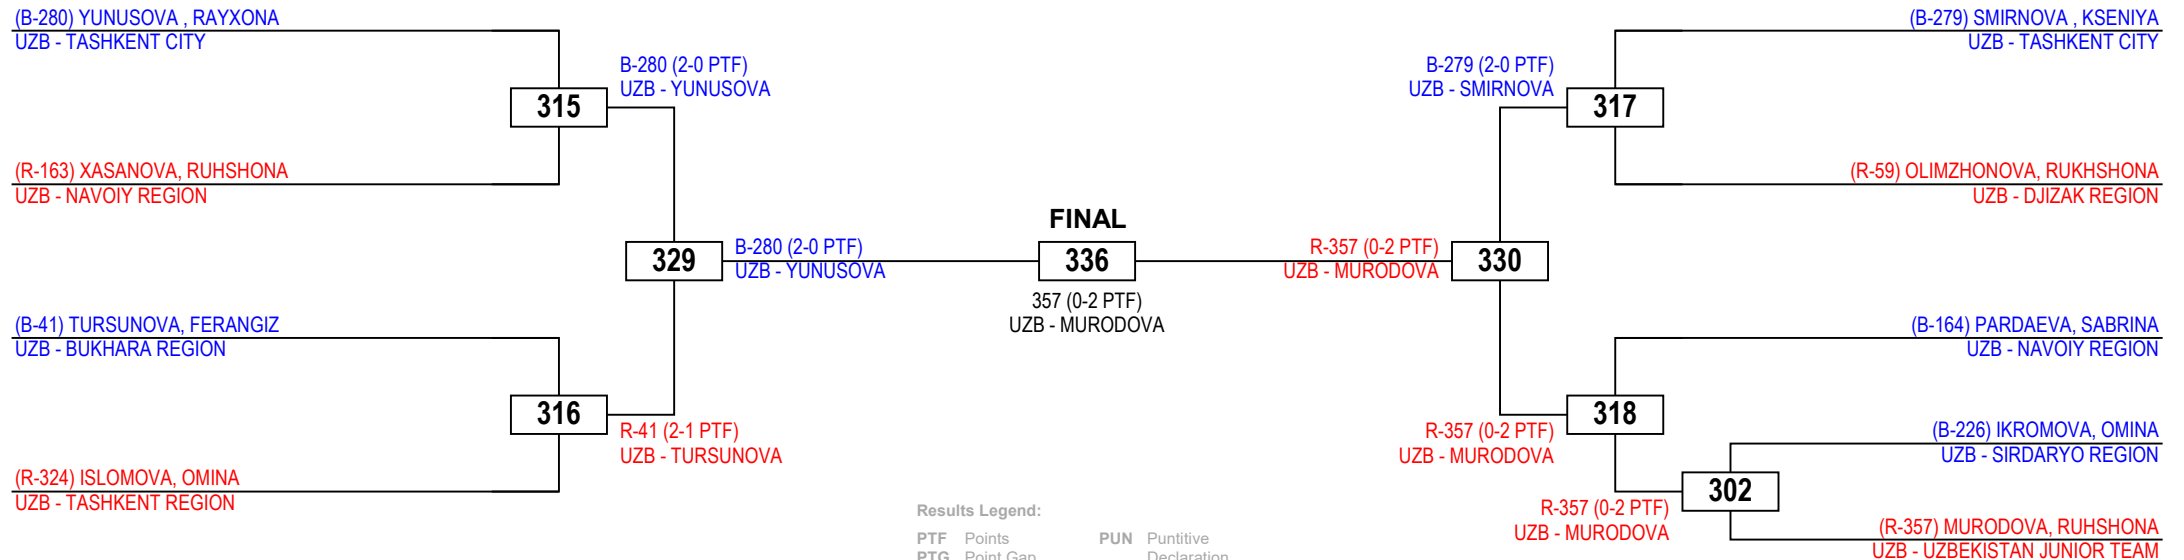 (B-280) YUNUSOVA , RAYXONA
UZB - TASHKENT CITY
B-280 (2-0 PTF)
UZB - YUNUSOVA
315
(R-163) XASANOVA, RUHSHONA
UZB - NAVOIY REGION
329
B-280 (2-0 PTF)
UZB - YUNUSOVA
(B-41) TURSUNOVA, FERANGIZ
UZB - BUKHARA REGION
316
R-41 (2-1 PTF)
UZB - TURSUNOVA
(R-324) ISLOMOVA, OMINA
UZB - TASHKENT REGION
FINAL
336
357 (0-2 PTF)
UZB - MURODOVA
(B-279) SMIRNOVA , KSENIYA
UZB - TASHKENT CITY
B-279 (2-0 PTF)
UZB - SMIRNOVA
317
(R-59) OLIMZHONOVA, RUKHSHONA
UZB - DJIZAK REGION
R-357 (0-2 PTF)
UZB - MURODOVA
330
(B-164) PARDAEVA, SABRINA
UZB - NAVOIY REGION
318
R-357 (0-2 PTF)
UZB - MURODOVA
(B-226) IKROMOVA, OMINA
UZB - SIRDARYO REGION
302
R-357 (0-2 PTF)
UZB - MURODOVA
(R-357) MURODOVA, RUHSHONA
UZB - UZBEKISTAN JUNIOR TEAM
Results Legend:
PTF Points PUN Puntitive
PTG Point Gap Declaration